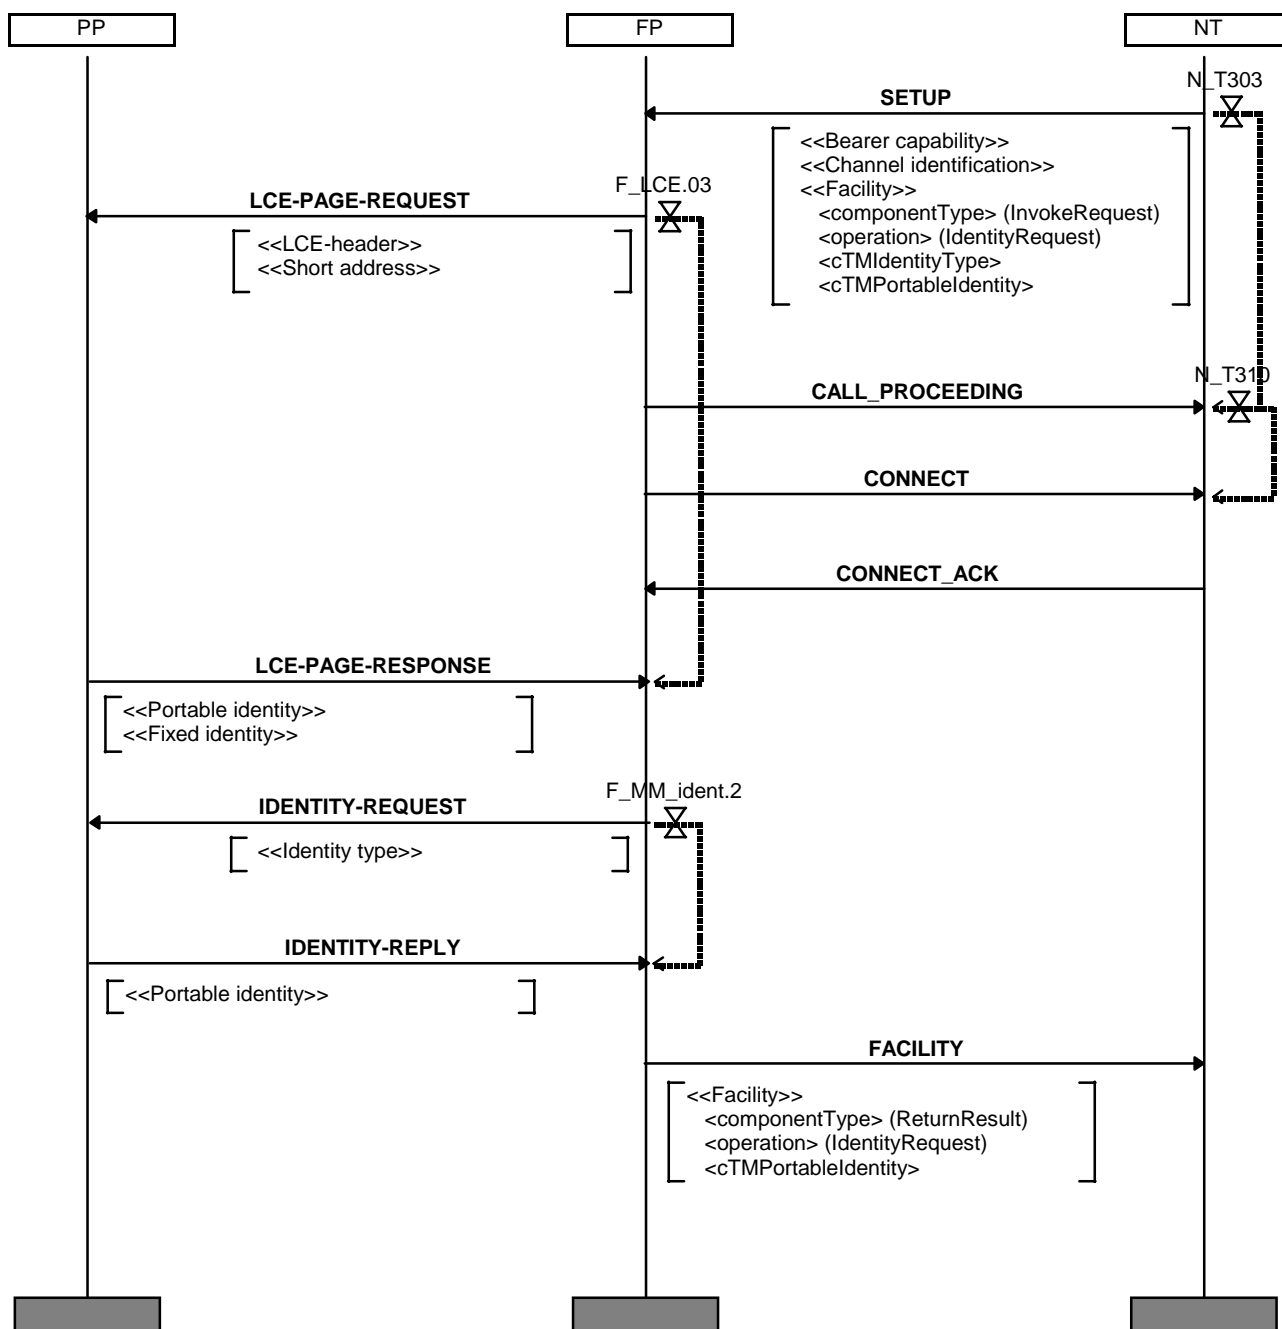 PP
FP
NT
N_T303
SETUP
<<Bearer capability>>
<<Channel identification>>
<<Facility>>
<componentType> (InvokeRequest)
<operation> (IdentityRequest)
<cTMIdentityType>
<cTMPortableIdentity>
F_LCE.03
LCE-PAGE-REQUEST
<<LCE-header>>
<<Short address>>
N_T310
CALL_PROCEEDING
CONNECT
CONNECT_ACK
LCE-PAGE-RESPONSE
<<Portable identity>>
<<Fixed identity>>
F_MM_ident.2
IDENTITY-REQUEST
<<Identity type>>
IDENTITY-REPLY
<<Portable identity>>
FACILITY
<<Facility>>
<componentType> (ReturnResult)
<operation> (IdentityRequest)
<cTMPortableIdentity>